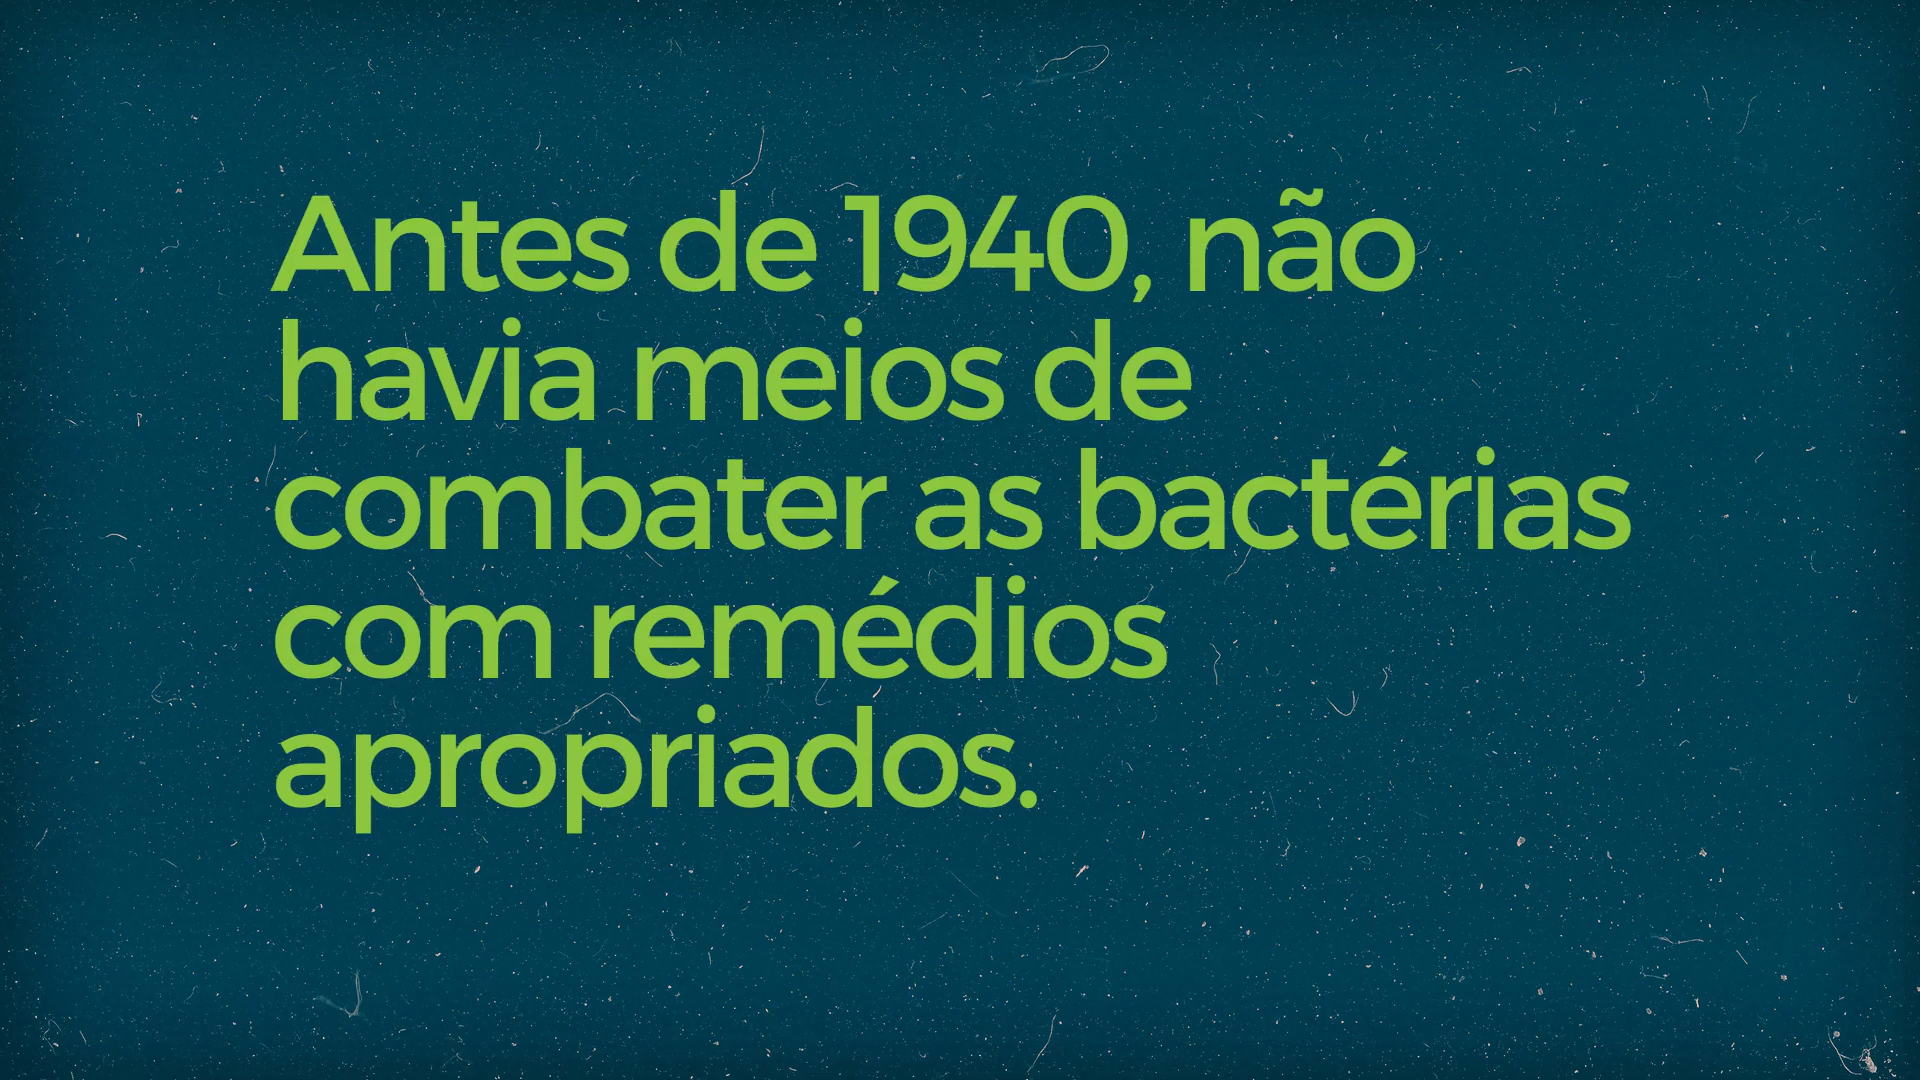 Antes de 1940, não
havia meios de
combater as bactérias
com remédios
apropriados.